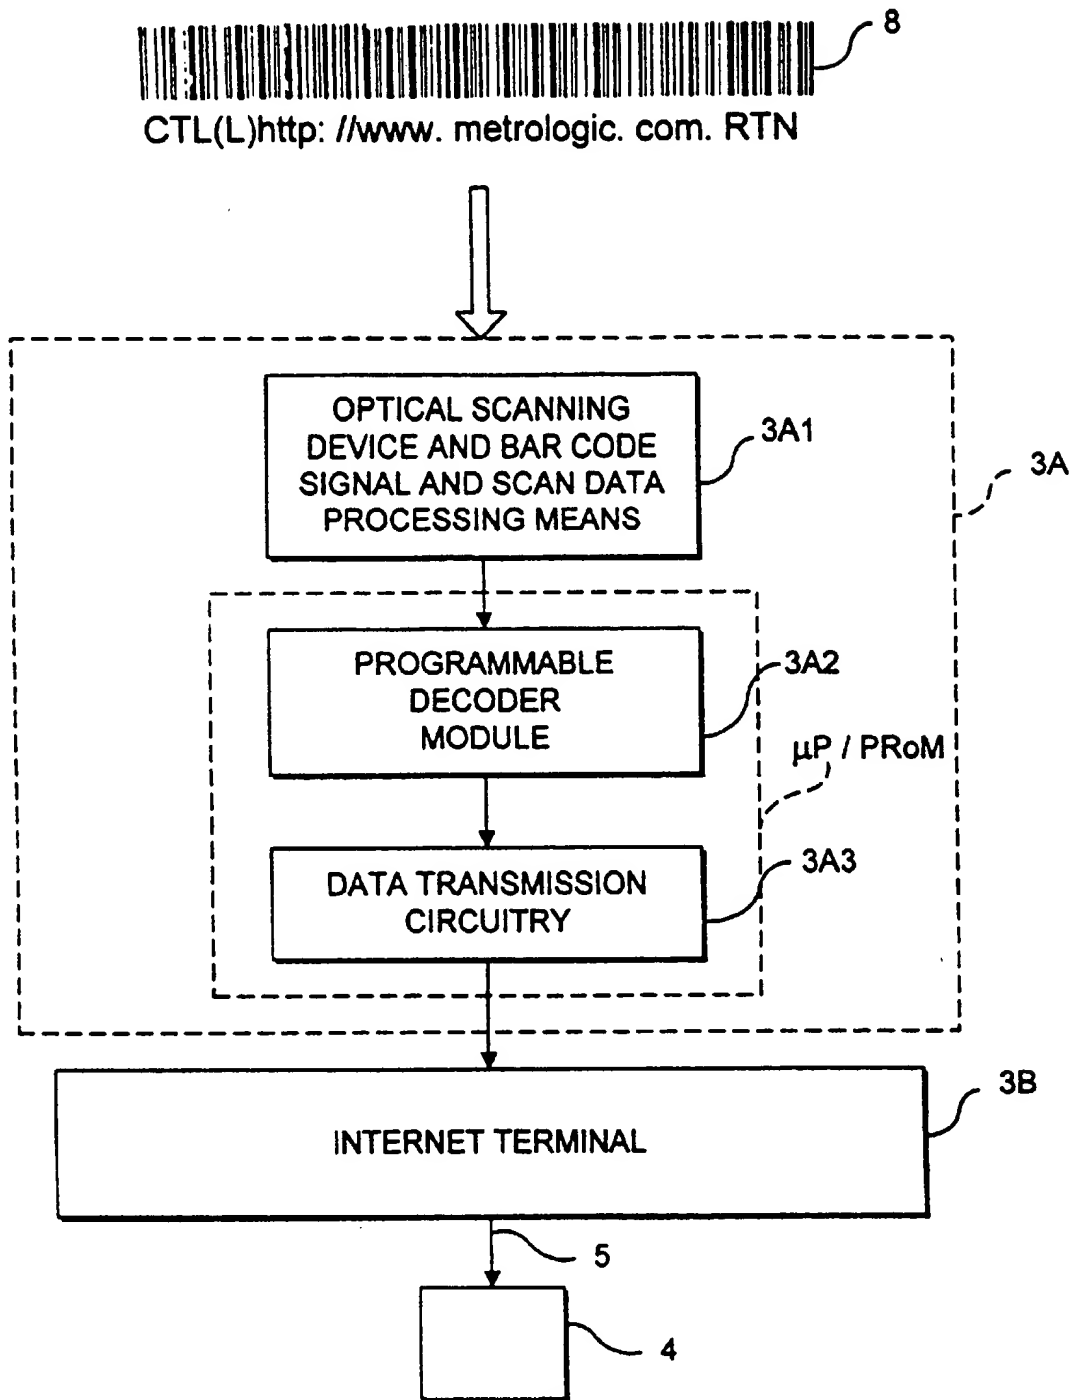 8
CTL(L)http: //www. metrologic. com. RTN
OPTICAL SCANNING
DEVICE AND BAR CODE
SIGNAL AND SCAN DATA
PROCESSING MEANS
3A1
3A
PROGRAMMABLE
DECODER
MODULE
3A2
µP / PRoM
DATA TRANSMISSION
CIRCUITRY
3A3
INTERNET TERMINAL
3B
5
4